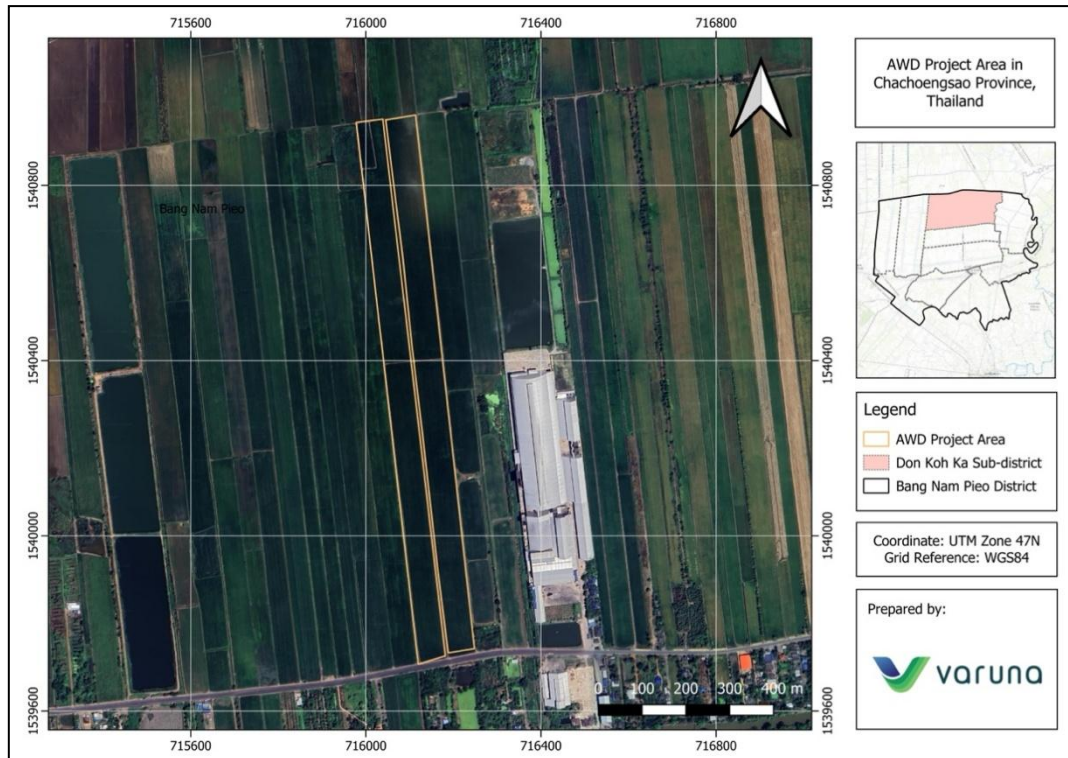 715600 716000 716400 716800
1540800
1540400
1540000
1539600
Bang Nam Pieo
0 100 200 300 400 m
1540800
1540400
1540000
1539600
715600 716000 716400 716800
AWD Project Area in
Chachoengsao Province,
Thailand
Legend
AWD Project Area
Don Koh Ka Sub-district
Bang Nam Pieo District
Coordinate: UTM Zone 47N
Grid Reference: WGS84
Prepared by:
varuna